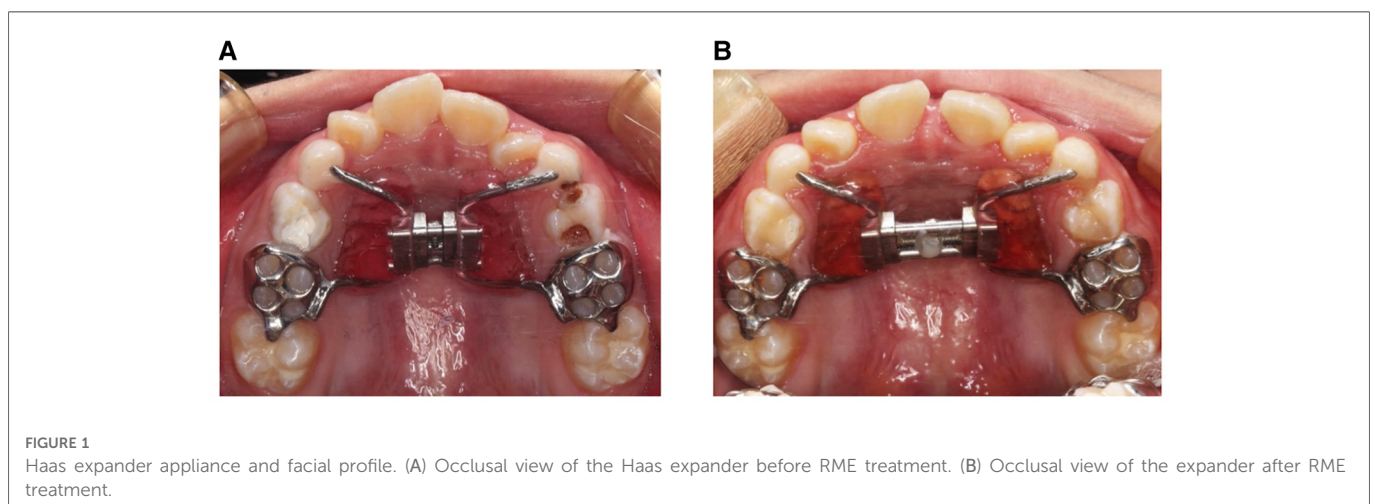 A
B
FIGURE 1
Haas expander appliance and facial profile. (A) Occlusal view of the Haas expander before RME treatment. (B) Occlusal view of the expander after RME
treatment.